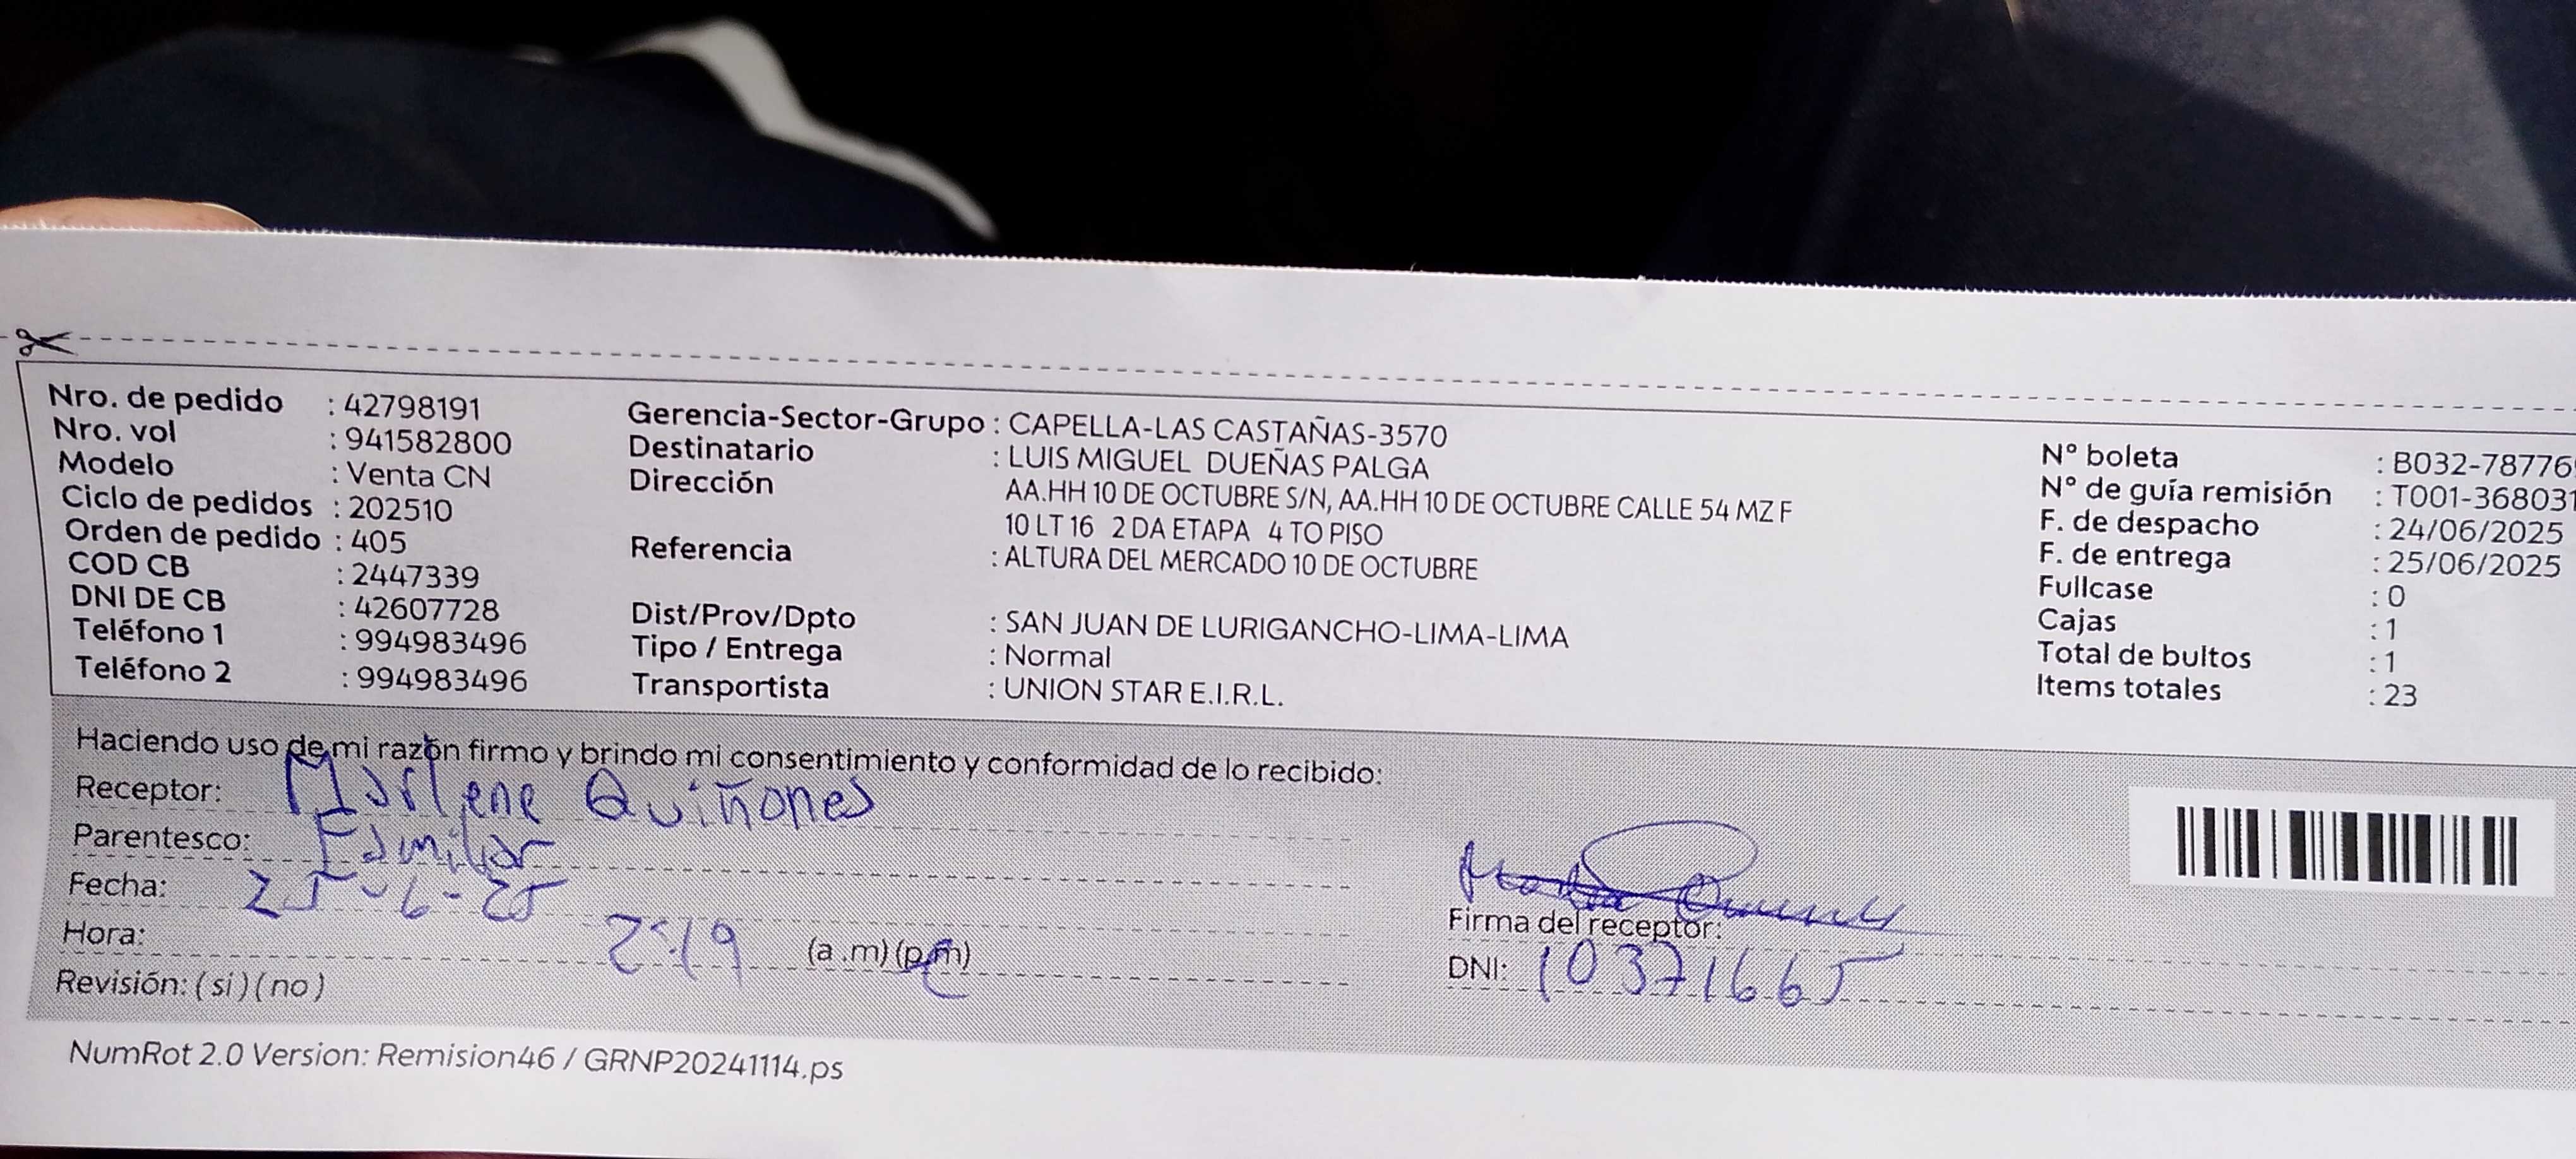 Nro. de pedido : 42798191
Nro. vol : 941582800
Modelo : Venta CN
Ciclo de pedidos : 202510
Orden de pedido : 405
COD CB : 2447339
DNI DE CB : 42607728
Teléfono 1 : 994983496
Teléfono 2 : 994983496
Gerencia-Sector-Grupo : CAPELLA-LAS CASTAÑAS-3570
Destinatario : LUIS MIGUEL DUEÑAS PALGA
Dirección
AA.HH 10 DE OCTUBRE S/N, AA.HH 10 DE OCTUBRE CALLE 54 MZ F
10 LT 16 2 DA ETAPA 4 TO PISO
Referencia : ALTURA DEL MERCADO 10 DE OCTUBRE
Dist/Prov/Dpto : SAN JUAN DE LURIGANCHO-LIMA-LIMA
Tipo / Entrega : Normal
Transportista : UNION STAR E.I.R.L.
N° boleta : B032-78776
N° de guía remisión : T001-368031
F. de despacho : 24/06/2025
F. de entrega : 25/06/2025
Fullcase : 0
Cajas : 1
Total de bultos : 1
Items totales : 23
Haciendo uso de mi razón firmo y brindo mi consentimiento y conformidad de lo recibido:
Receptor: Marlene Quiñones
Parentesco: Familiar
Fecha: 25-6-25
Hora: 2:19 (a.m) (p.m)
Revisión: (si) (no)
Firma del receptor:
DNI: 10371665
NumRot 2.0 Version: Remision46 / GRNP20241114.ps